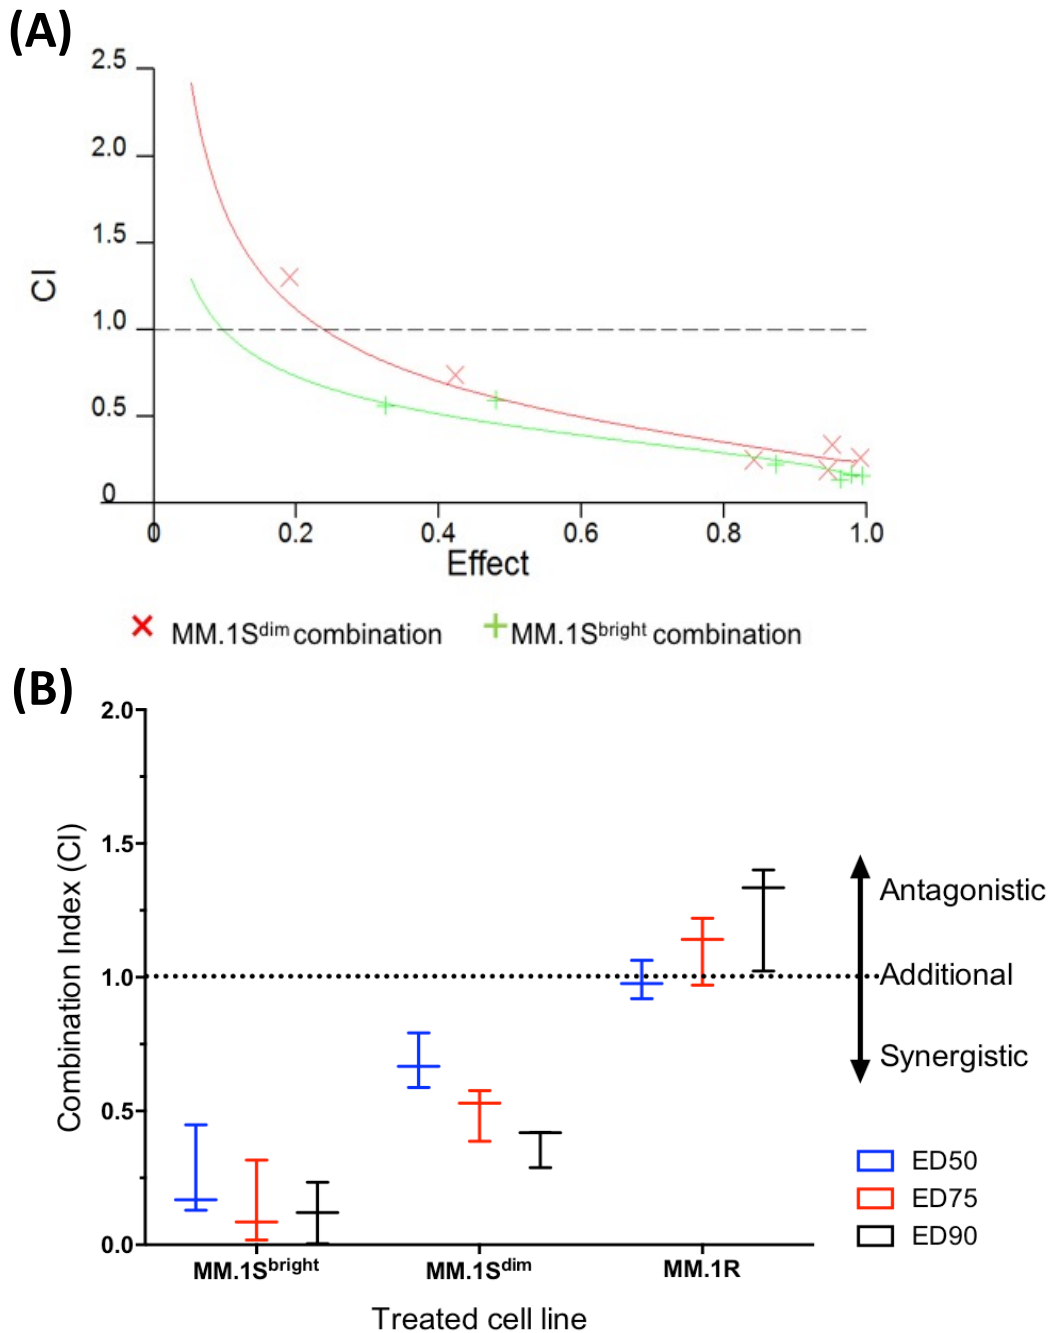 (A)
2.5
2.0
1.5
1.0
0.5
0
CI
0 0.2 0.4 0.6 0.8 1.0
Effect
MM.1Sdim combination MM.1Sbright combination
(B)
2.0
1.5
1.0
0.5
0.0
Combination Index (CI)
Antagonistic
Additional
Synergistic
ED50
ED75
ED90
MM.1Sbright MM.1Sdim MM.1R
Treated cell line